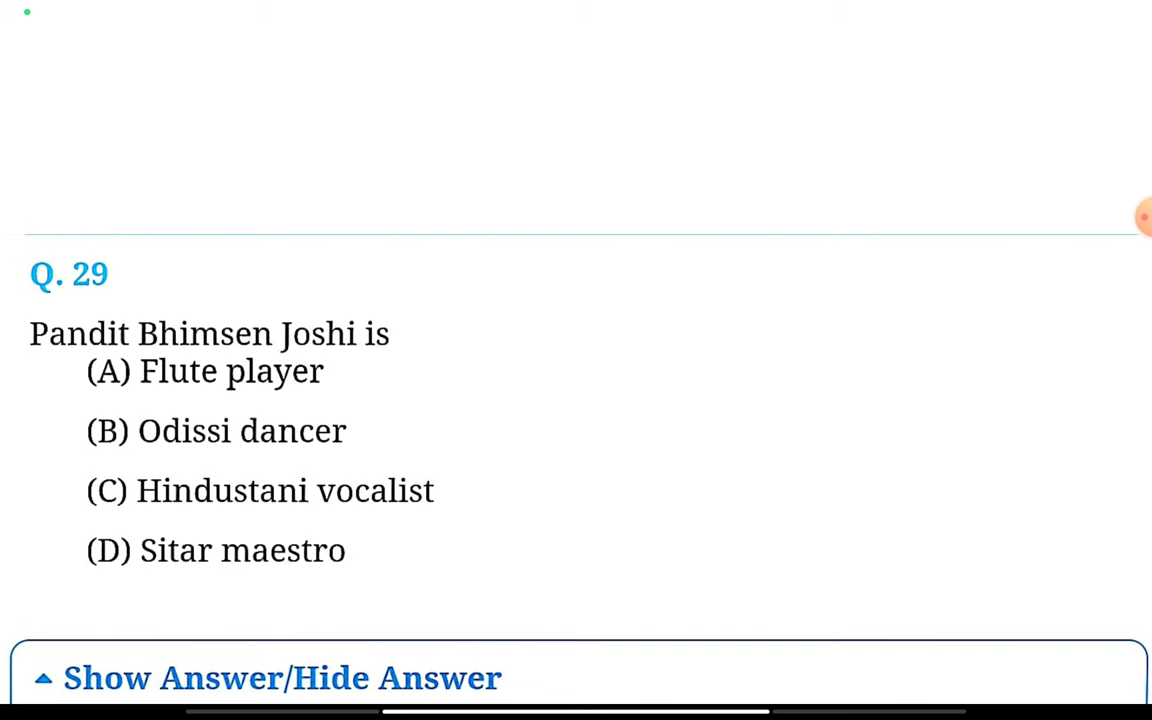 Q. 29
Pandit Bhimsen Joshi is
(A) Flute player
(B) Odissi dancer
(C) Hindustani vocalist
(D) Sitar maestro
Show Answer/Hide Answer